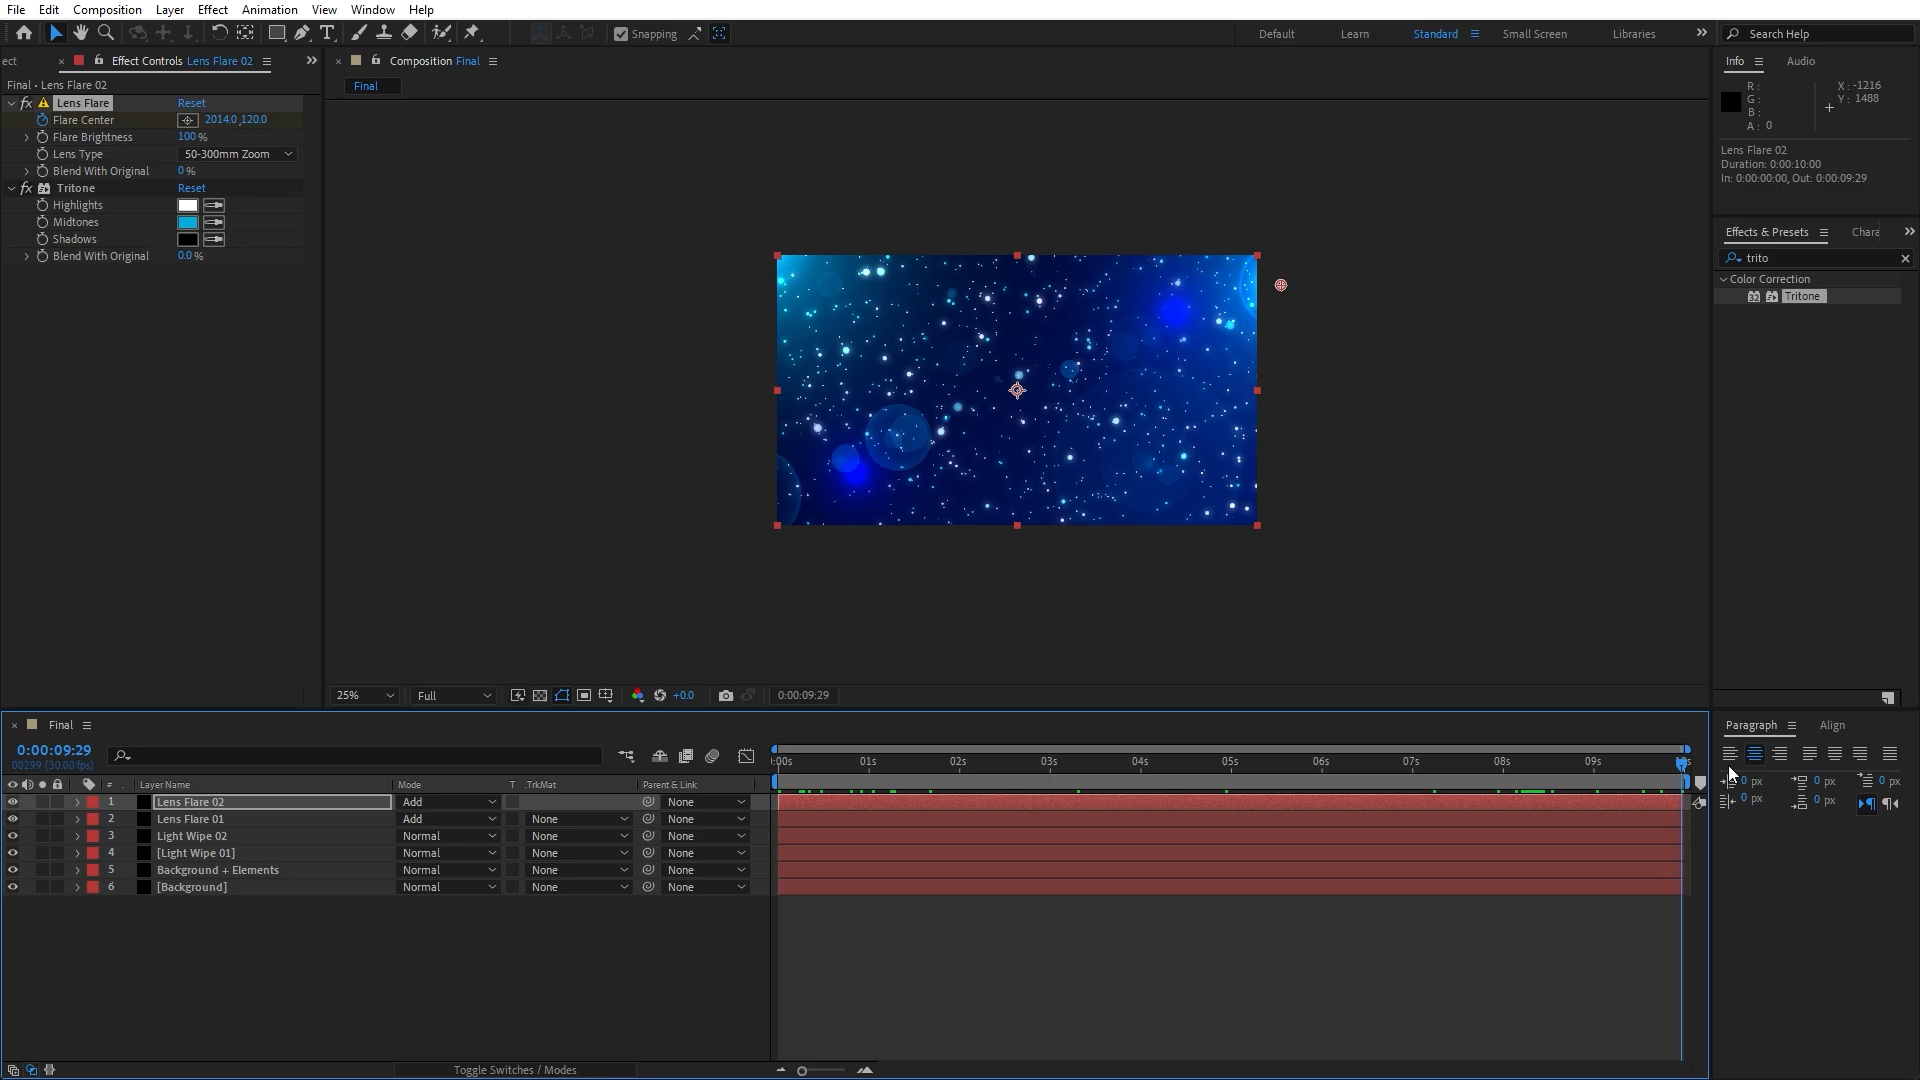 File Edit Composition Layer Effect Animation View Window Help
Snapping
Default Learn Standard Small Screen Libraries Search Help
ect Effect Controls Lens Flare 02
Final • Lens Flare 02
fx Lens Flare Reset
Flare Center 2014.0 ,120.0
Flare Brightness 100 %
Lens Type 50-300mm Zoom
Blend With Original 0 %
fx Tritone Reset
Highlights
Midtones
Shadows
Blend With Original 0.0 %
Composition Final
Final
25% Full +0.0 0:00:09:29
Info Audio
R : X : -1216
G : Y : 1488
B :
A : 0
Lens Flare 02
Duration: 0:00:10:00
In: 0:00:00:00, Out: 0:00:09:29
Effects & Presets Chara
trito
Color Correction
32 Tritone
Paragraph Align
0 px 0 px 0 px
0 px 0 px
Final
0:00:09:29
00299 (30.00 fps)
:00s 01s 02s 03s 04s 05s 06s 07s 08s 09s
# Layer Name Mode T .TrkMat Parent & Link
1 Lens Flare 02 Add None
2 Lens Flare 01 Add None None
3 Light Wipe 02 Normal None None
4 [Light Wipe 01] Normal None None
5 Background + Elements Normal None None
6 [Background] Normal None None
Toggle Switches / Modes